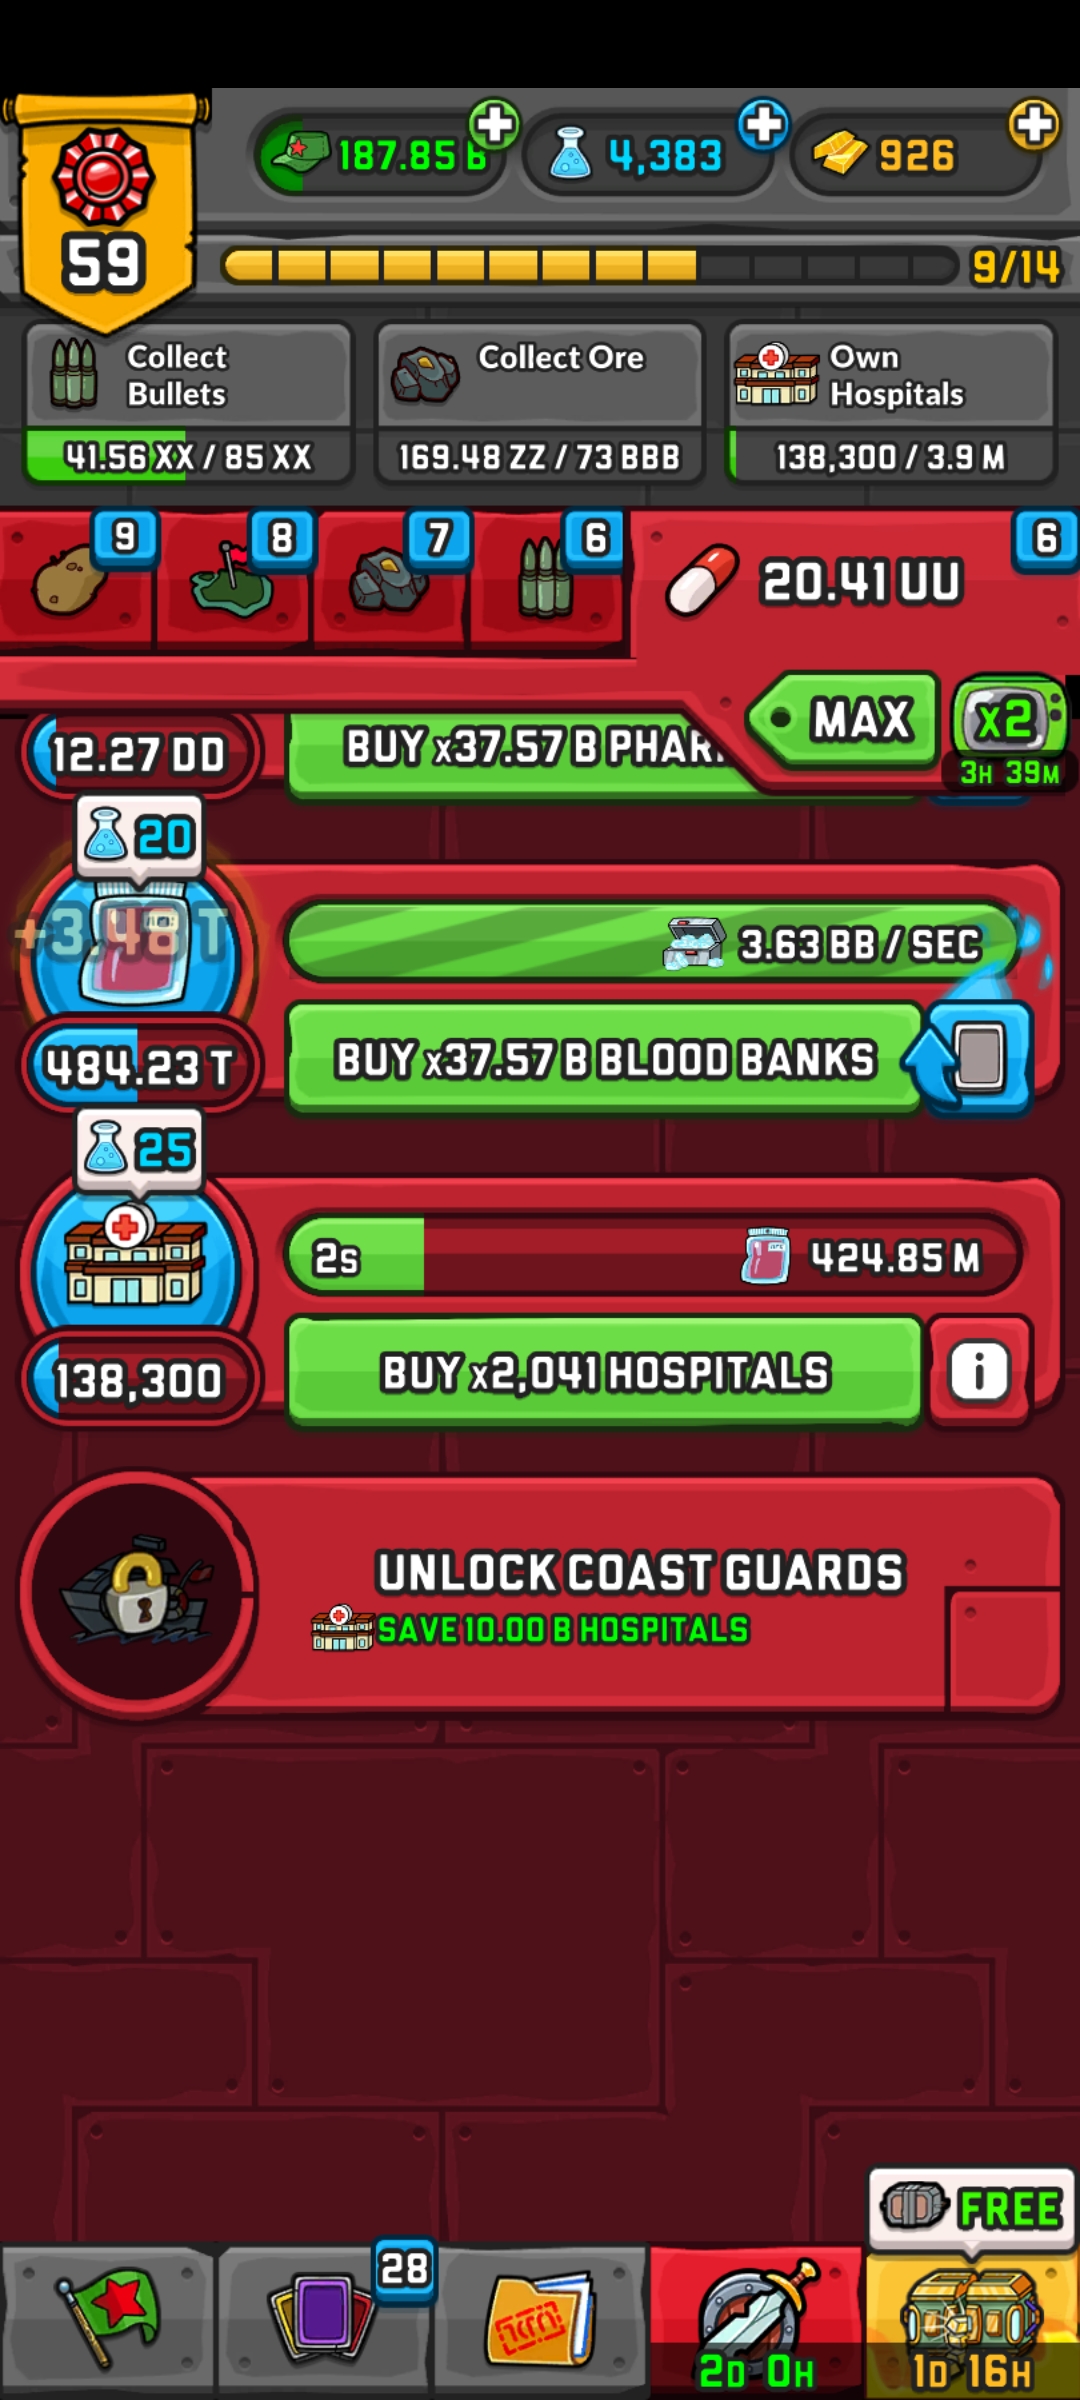 187.85 B
4,383
926
59
9/14
Collect
Bullets
41.56 XX / 85 XX
Collect Ore
169.48 ZZ / 73 BBB
Own
Hospitals
138,300 / 3.9 M
9
8
7
6
20.41 UU
6
MAX
x2
3H 39M
12.27 DD
BUY x37.57 B PHAR
20
+3.48 T
3.63 BB / SEC
484.23 T
BUY x37.57 B BLOOD BANKS
25
2s
424.85 M
138,300
BUY x2,041 HOSPITALS
i
UNLOCK COAST GUARDS
SAVE 10.00 B HOSPITALS
FREE
28
2D 0H
1D 16H